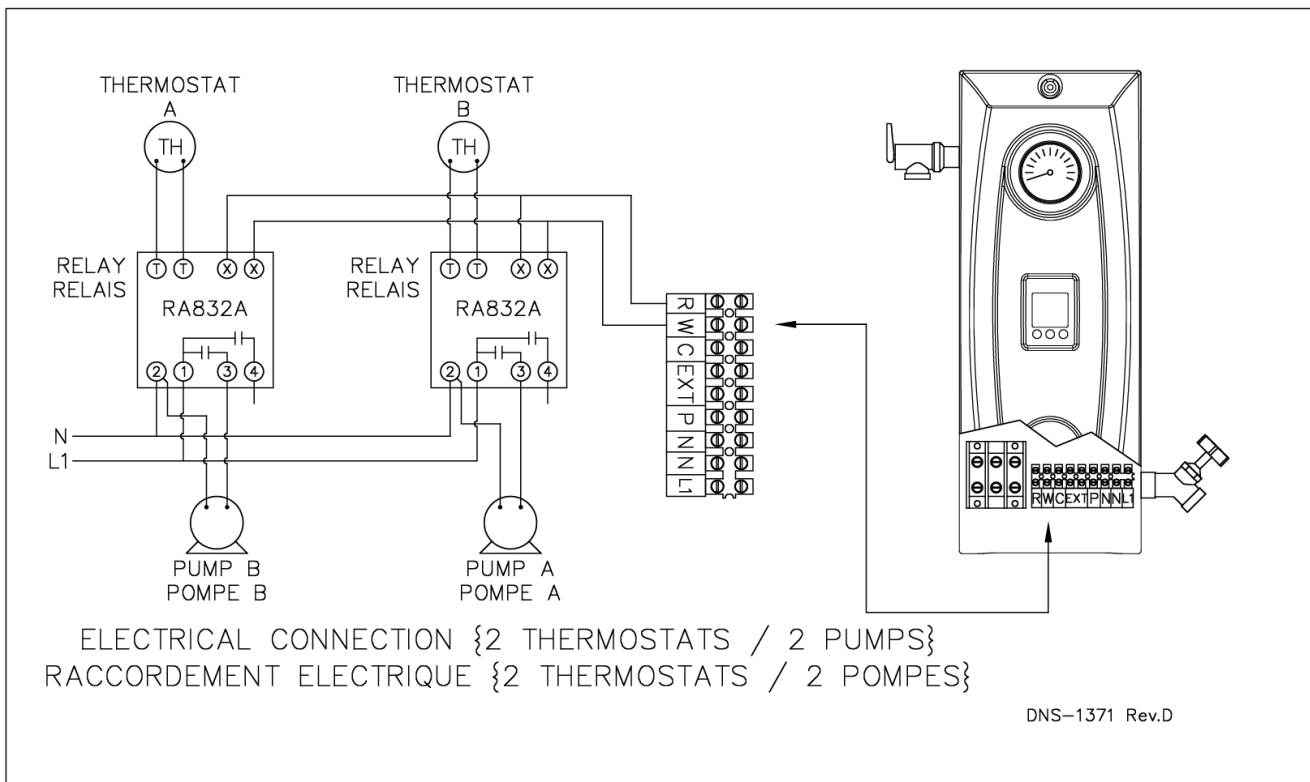 THERMOSTAT
A
TH
THERMOSTAT
B
TH
RELAY
RELAIS
T T X X
RA832A
2 1 3 4
RELAY
RELAIS
T T X X
RA832A
2 1 3 4
N
L1
PUMP B
POMPE B
PUMP A
POMPE A
R
W
C
EXT
P
N
N
L1
R W C EXT P N N L1
ELECTRICAL CONNECTION {2 THERMOSTATS / 2 PUMPS}
RACCORDEMENT ELECTRIQUE {2 THERMOSTATS / 2 POMPES}
DNS-1371 Rev.D